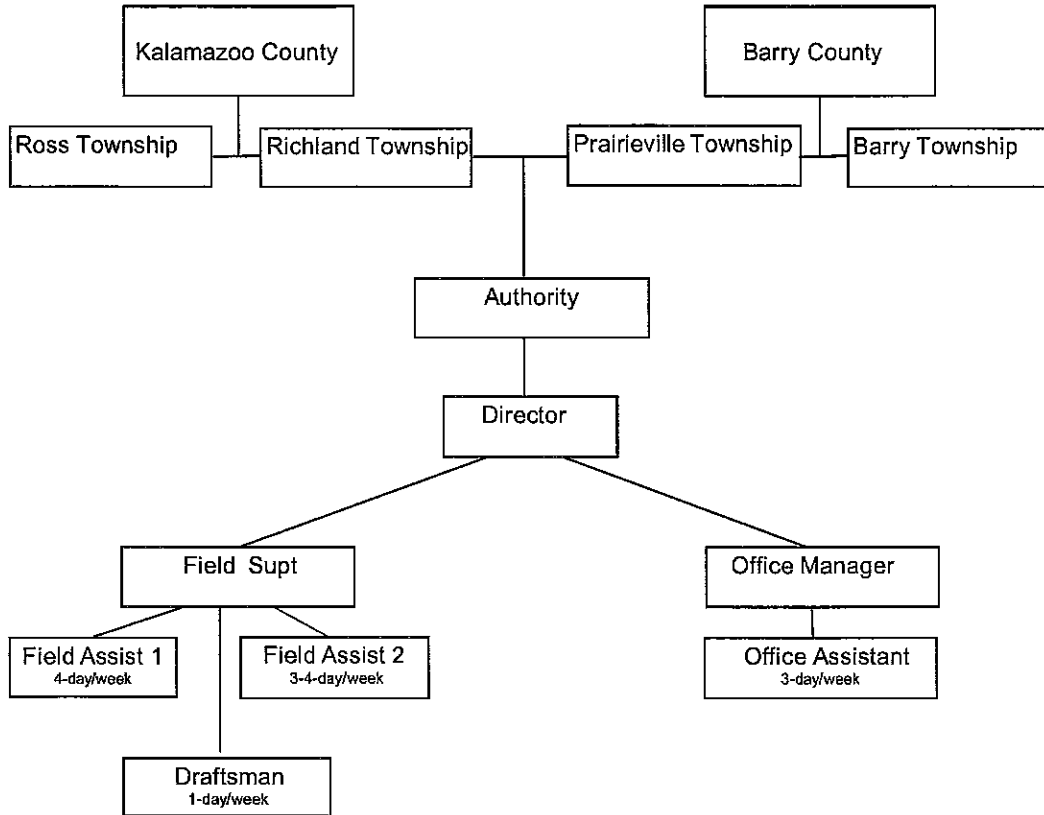 Kalamazoo County
Barry County
Ross Township
Richland Township
Prairieville Township
Barry Township
Authority
Director
Field Supt
Office Manager
Field Assist 1
4-day/week
Field Assist 2
3-4-day/week
Office Assistant
3-day/week
Draftsman
1-day/week